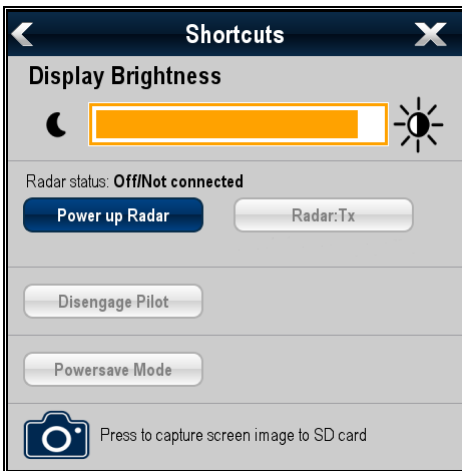 Shortcuts
Display Brightness
Radar status: Off/Not connected
Power up Radar
Radar:Tx
Disengage Pilot
Powersave Mode
Press to capture screen image to SD card